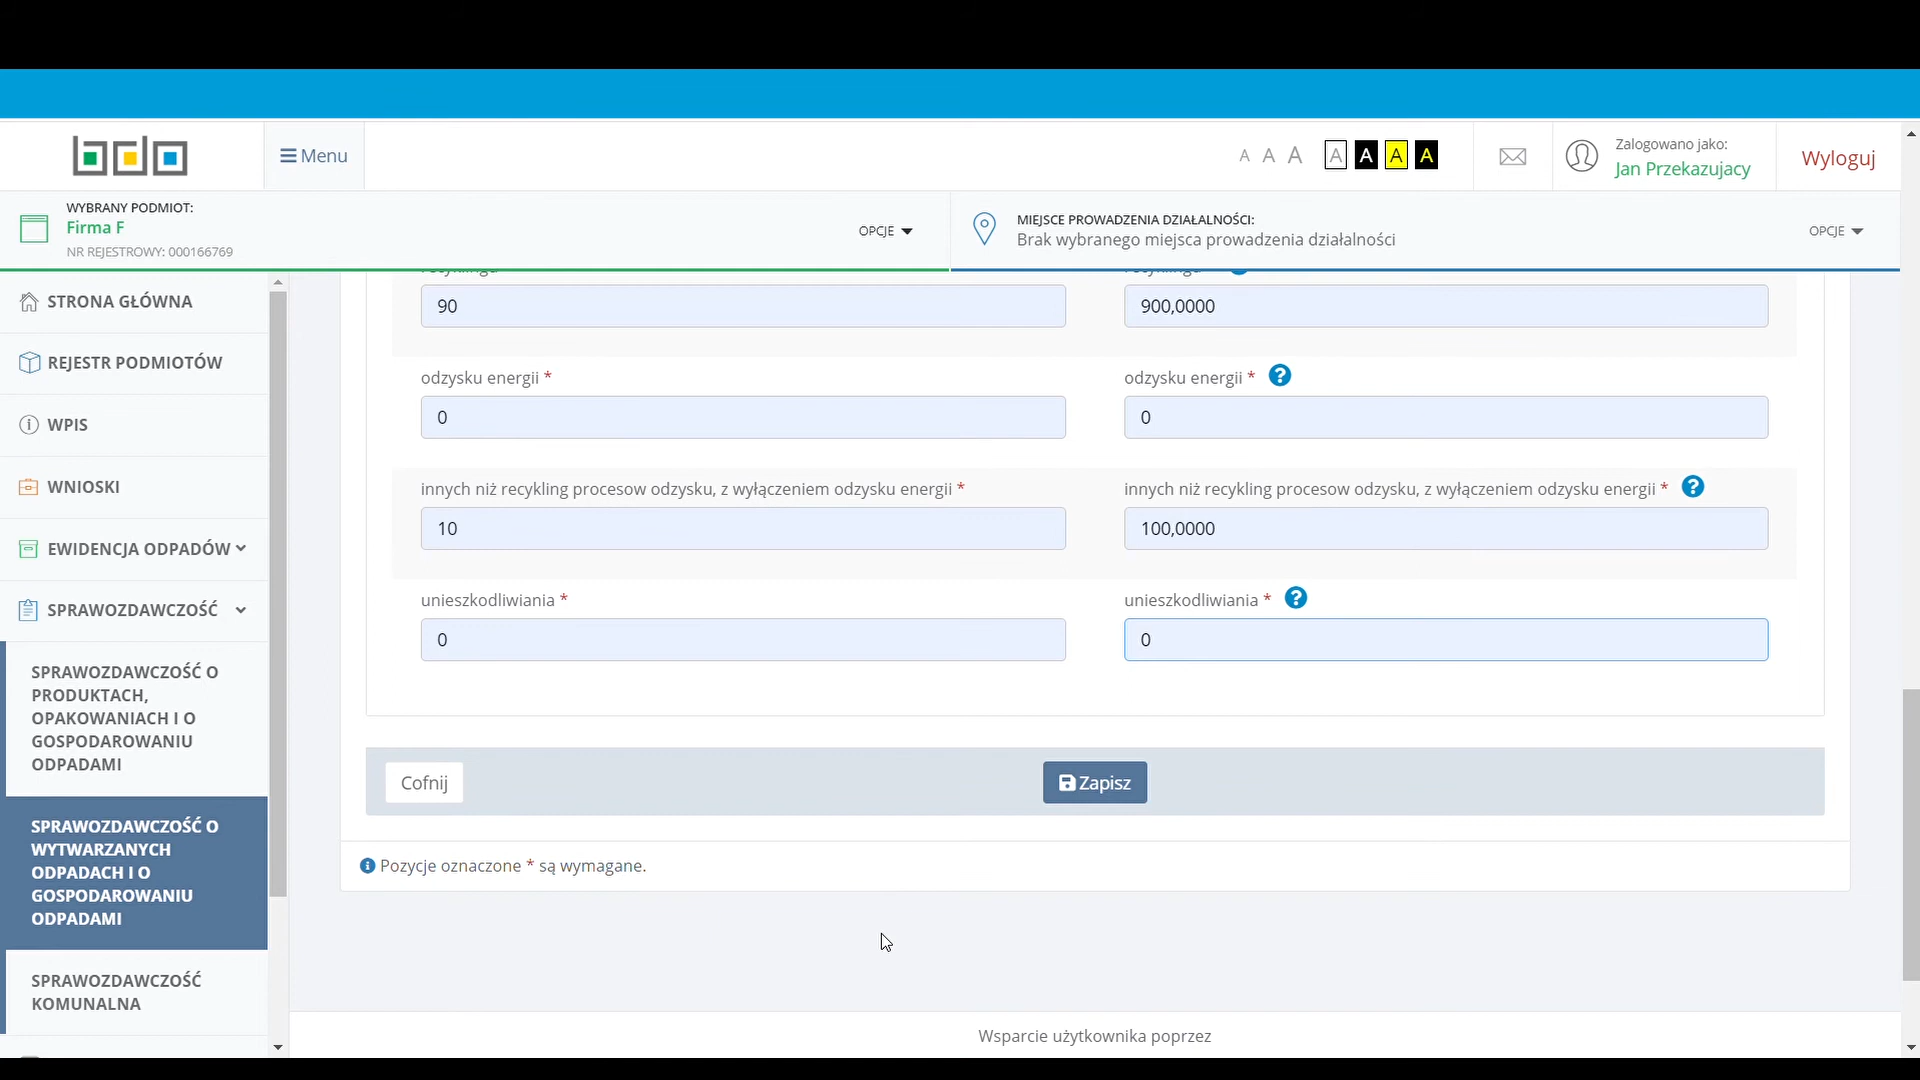 bdo
Menu
A A A A A A A
Zalogowano jako:
Jan Przekazujacy
Wyloguj
WYBRANY PODMIOT:
Firma F
NR REJESTROWY: 000166769
OPCJE
MIEJSCE PROWADZENIA DZIAŁALNOŚCI:
Brak wybranego miejsca prowadzenia działalności
OPCJE
STRONA GŁÓWNA
REJESTR PODMIOTÓW
WPIS
WNIOSKI
EWIDENCJA ODPADÓW
SPRAWOZDAWCZOŚĆ
SPRAWOZDAWCZOŚĆ O
PRODUKTACH,
OPAKOWANIACH I O
GOSPODAROWANIU
ODPADAMI
SPRAWOZDAWCZOŚĆ O
WYTWARZANYCH
ODPADACH I O
GOSPODAROWANIU
ODPADAMI
SPRAWOZDAWCZOŚĆ
KOMUNALNA
90
900,0000
odzysku energii *
odzysku energii * ?
0
0
innych niż recykling procesow odzysku, z wyłączeniem odzysku energii *
innych niż recykling procesow odzysku, z wyłączeniem odzysku energii * ?
10
100,0000
unieszkodliwiania *
unieszkodliwiania * ?
0
0
Cofnij
Zapisz
Pozycje oznaczone * są wymagane.
Wsparcie użytkownika poprzez